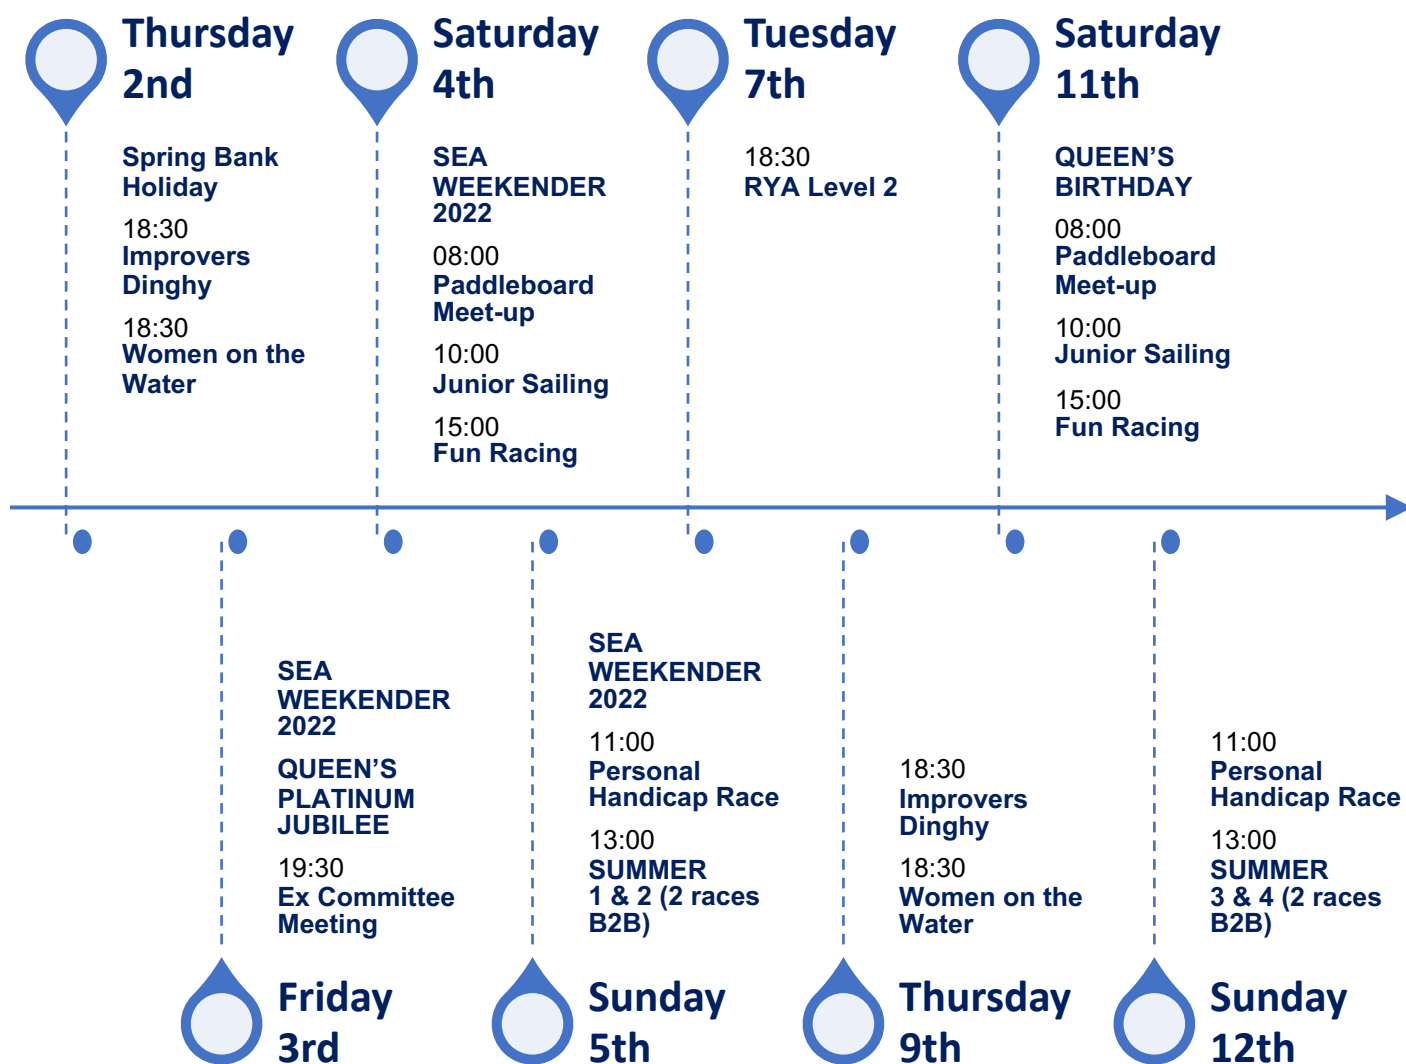 Thursday
2nd
Spring Bank
Holiday
18:30
Improvers
Dinghy
18:30
Women on the
Water
Saturday
4th
SEA
WEEKENDER
2022
08:00
Paddleboard
Meet-up
10:00
Junior Sailing
15:00
Fun Racing
Tuesday
7th
18:30
RYA Level 2
Saturday
11th
QUEEN’S
BIRTHDAY
08:00
Paddleboard
Meet-up
10:00
Junior Sailing
15:00
Fun Racing
SEA
WEEKENDER
2022
QUEEN’S
PLATINUM
JUBILEE
19:30
Ex Committee
Meeting
Friday
3rd
SEA
WEEKENDER
2022
11:00
Personal
Handicap Race
13:00
SUMMER
1 & 2 (2 races
B2B)
Sunday
5th
18:30
Improvers
Dinghy
18:30
Women on the
Water
Thursday
9th
11:00
Personal
Handicap Race
13:00
SUMMER
3 & 4 (2 races
B2B)
Sunday
12th